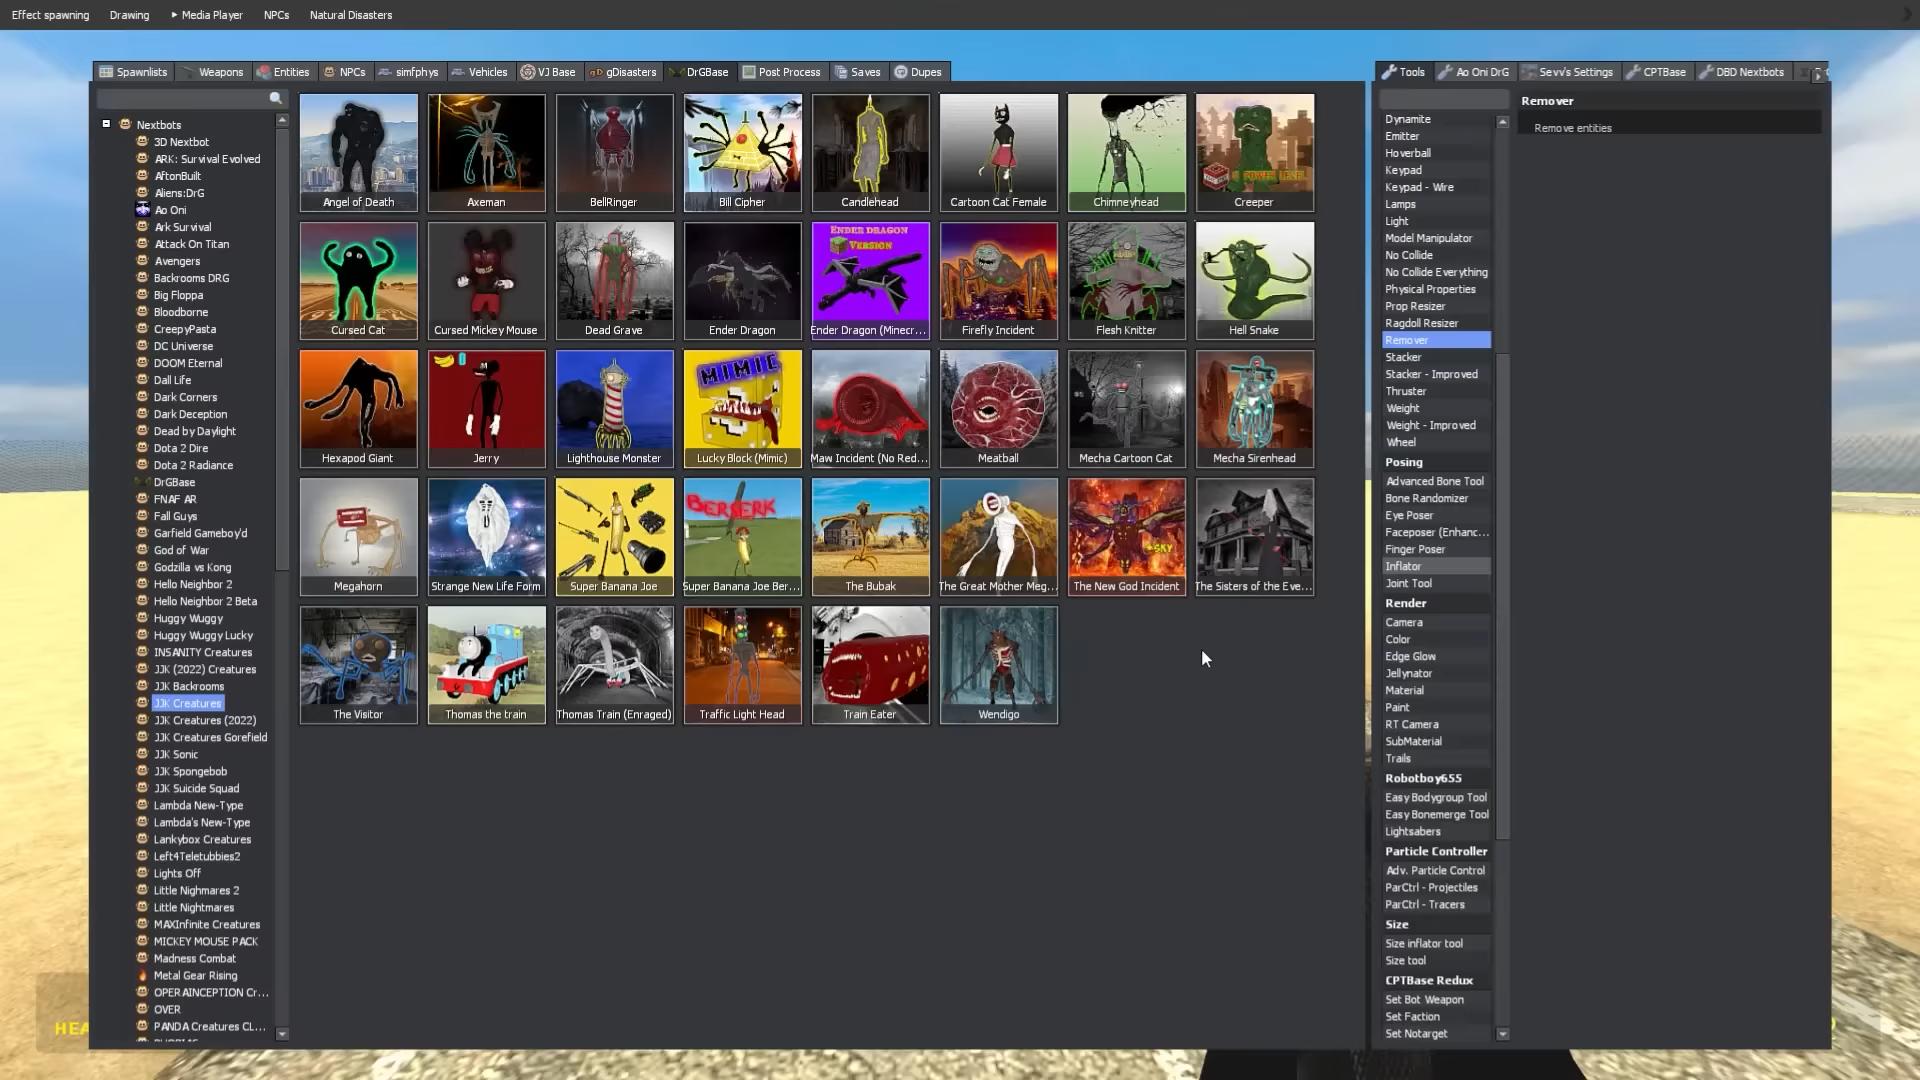 Effect spawning
Drawing
Media Player
NPCs
Natural Disasters
Spawnlists
Weapons
Entities
NPCs
simfphys
Vehicles
VJ Base
gDisasters
DrGBase
Post Process
Saves
Dupes
Nextbots
3D Nextbot
ARK: Survival Evolved
AftonBuilt
Aliens:DrG
Ao Oni
Ark Survival
Attack On Titan
Avengers
Backrooms DRG
Big Floppa
Bloodborne
CreepyPasta
DC Universe
DOOM Eternal
Dall Life
Dark Corners
Dark Deception
Dead by Daylight
Dota 2 Dire
Dota 2 Radiance
DrGBase
FNAF AR
Fall Guys
Garfield Gameboy'd
God of War
Godzilla vs Kong
Hello Neighbor 2
Hello Neighbor 2 Beta
Huggy Wuggy
Huggy Wuggy Lucky
INSANITY Creatures
JJK (2022) Creatures
JJK Backrooms
JJK Creatures
JJK Creatures (2022)
JJK Creatures Gorefield
JJK Sonic
JJK Spongebob
JJK Suicide Squad
Lambda New-Type
Lambda's New-Type
Lankybox Creatures
Left4Teletubbies2
Lights Off
Little Nighmares 2
Little Nightmares
MAXInfinite Creatures
MICKEY MOUSE PACK
Madness Combat
Metal Gear Rising
OPERAINCEPTION Cr...
OVER
PANDA Creatures CL...
HEA
Angel of Death
Axeman
BellRinger
Bill Cipher
Candlehead
Cartoon Cat Female
Chimneyhead
POWER LEVEL
Creeper
Cursed Cat
Cursed Mickey Mouse
Dead Grave
Ender Dragon
ENDER DRAGON
VERSION
Ender Dragon (Minecr...
Firefly Incident
Flesh Knitter
Hell Snake
Hexapod Giant
Jerry
Lighthouse Monster
MIMIC
Lucky Block (Mimic)
Maw Incident (No Red...
Meatball
Mecha Cartoon Cat
Mecha Sirenhead
Megahorn
Strange New Life Form
Super Banana Joe
BERSERK
Super Banana Joe Ber...
The Bubak
The Great Mother Meg...
SKY
The New God Incident
The Sisters of the Eve...
The Visitor
Thomas the train
Thomas Train (Enraged)
Traffic Light Head
Train Eater
Wendigo
Tools
Ao Oni DrG
Sevv's Settings
CPTBase
DBD Nextbots
Dynamite
Emitter
Hoverball
Keypad
Keypad - Wire
Lamps
Light
Model Manipulator
No Collide
No Collide Everything
Physical Properties
Prop Resizer
Ragdoll Resizer
Remover
Stacker
Stacker - Improved
Thruster
Weight
Weight - Improved
Wheel
Posing
Advanced Bone Tool
Bone Randomizer
Eye Poser
Faceposer (Enhanc...
Finger Poser
Inflator
Joint Tool
Render
Camera
Color
Edge Glow
Jellynator
Material
Paint
RT Camera
SubMaterial
Trails
Robotboy655
Easy Bodygroup Tool
Easy Bonemerge Tool
Lightsabers
Particle Controller
Adv. Particle Control
ParCtrl - Projectiles
ParCtrl - Tracers
Size
Size inflator tool
Size tool
CPTBase Redux
Set Bot Weapon
Set Faction
Set Notarget
Remover
Remove entities